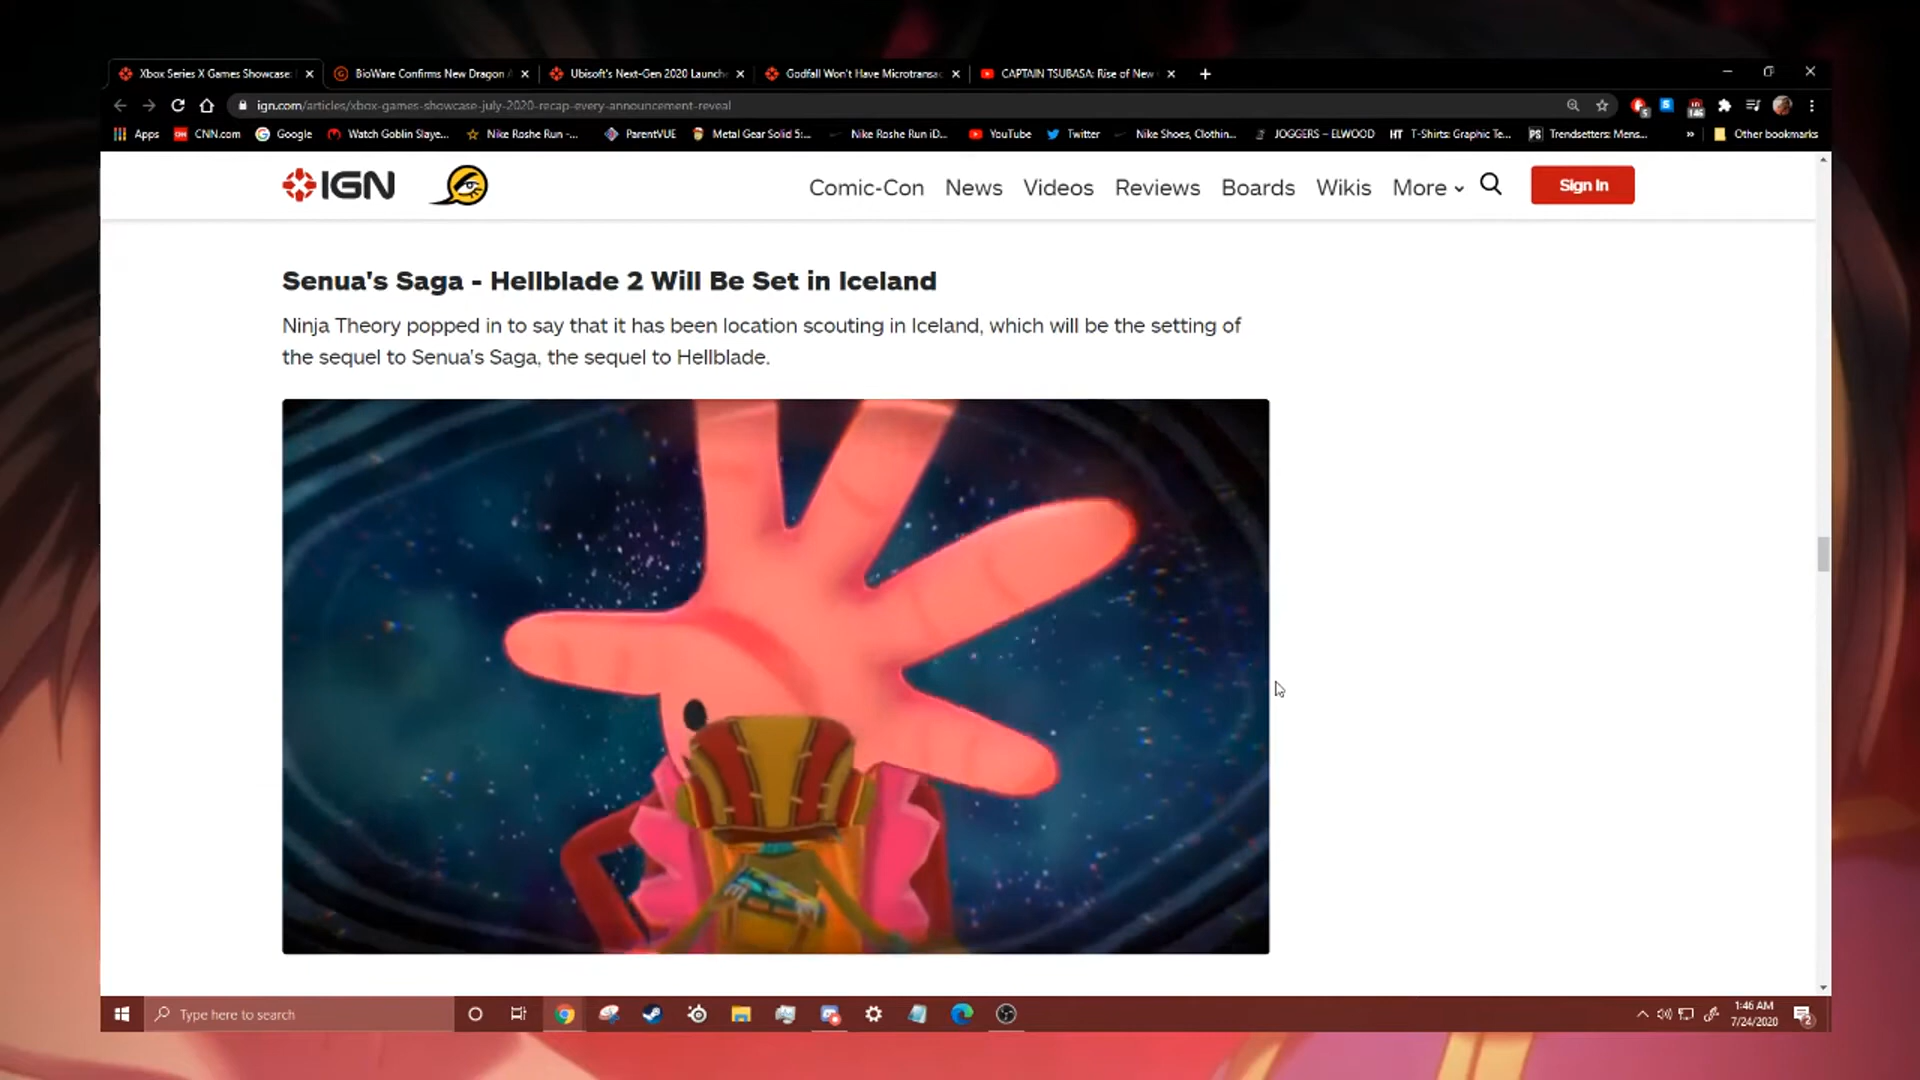 Xbox Series X Games Showcase:
BioWare Confirms New Dragon
Ubisoft's Next-Gen 2020 Launch
Godfall Won't Have Microtransac
CAPTAIN TSUBASA: Rise of New
ign.com/articles/xbox-games-showcase-july-2020-recap-every-announcement-reveal
Apps CNN.com Google Watch Goblin Slaye... Nike Roshe Run -... ParentVUE Metal Gear Solid 5:... Nike Roshe Run iD... YouTube Twitter Nike Shoes, Clothin... JOGGERS – ELWOOD HT T-Shirts: Graphic Te... PS Trendsetters: Mens... » Other bookmarks
IGN
Comic-Con News Videos Reviews Boards Wikis More
Sign In
Senua's Saga - Hellblade 2 Will Be Set in Iceland
Ninja Theory popped in to say that it has been location scouting in Iceland, which will be the setting of
the sequel to Senua's Saga, the sequel to Hellblade.
Type here to search
1:46 AM
7/24/2020
2